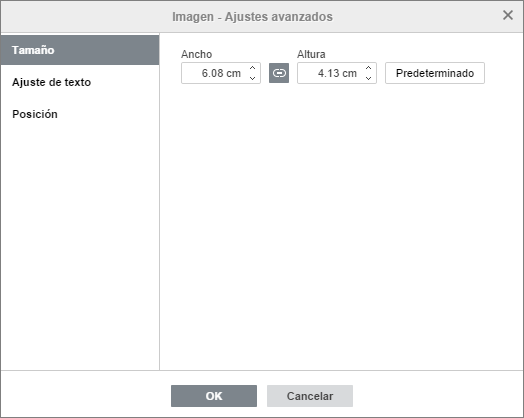 Imagen - Ajustes avanzados
Tamaño
Ajuste de texto
Posición
Ancho
Altura
6.08 cm
4.13 cm
Predeterminado
OK
Cancelar